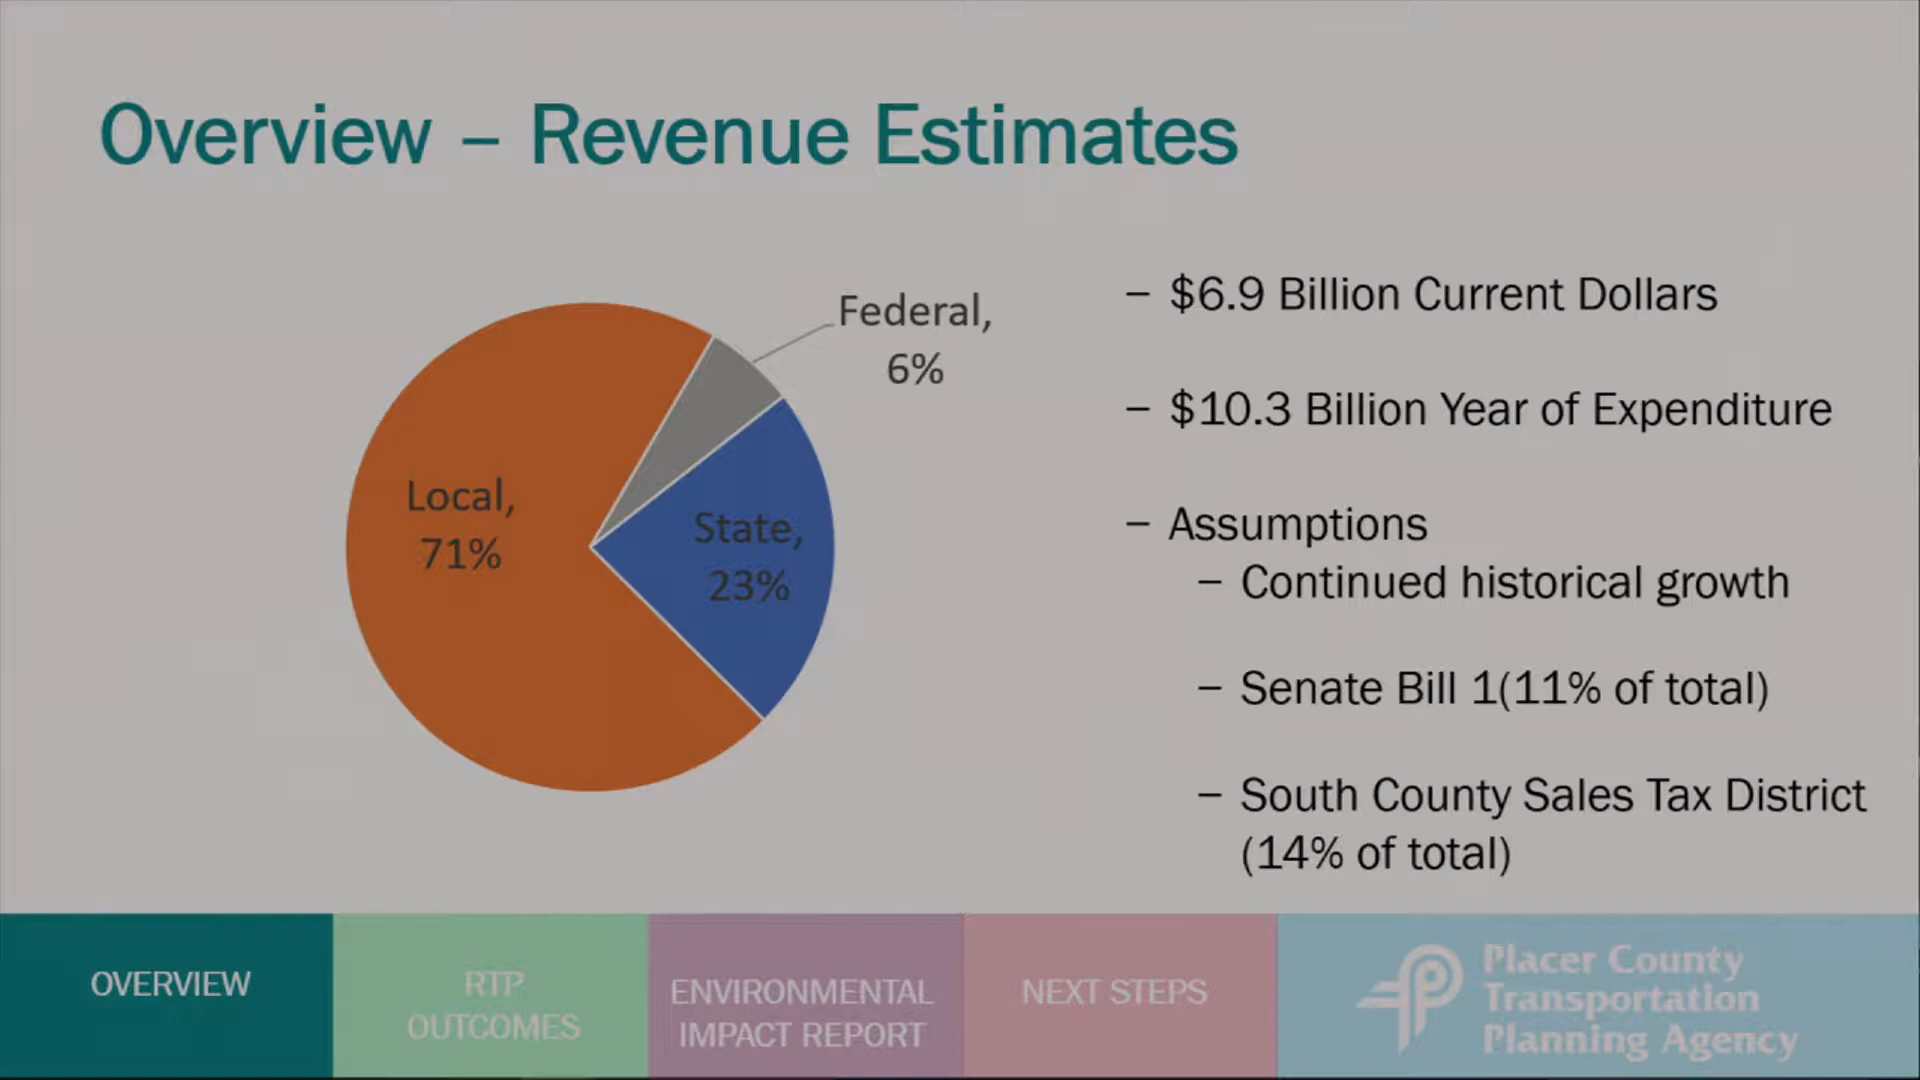 Overview – Revenue Estimates
Federal,
6%
Local,
71%
State,
23%
– $6.9 Billion Current Dollars
– $10.3 Billion Year of Expenditure
– Assumptions
– Continued historical growth
– Senate Bill 1(11% of total)
– South County Sales Tax District
(14% of total)
OVERVIEW
RTP
OUTCOMES
ENVIRONMENTAL
IMPACT REPORT
NEXT STEPS
Placer County
Transportation
Planning Agency